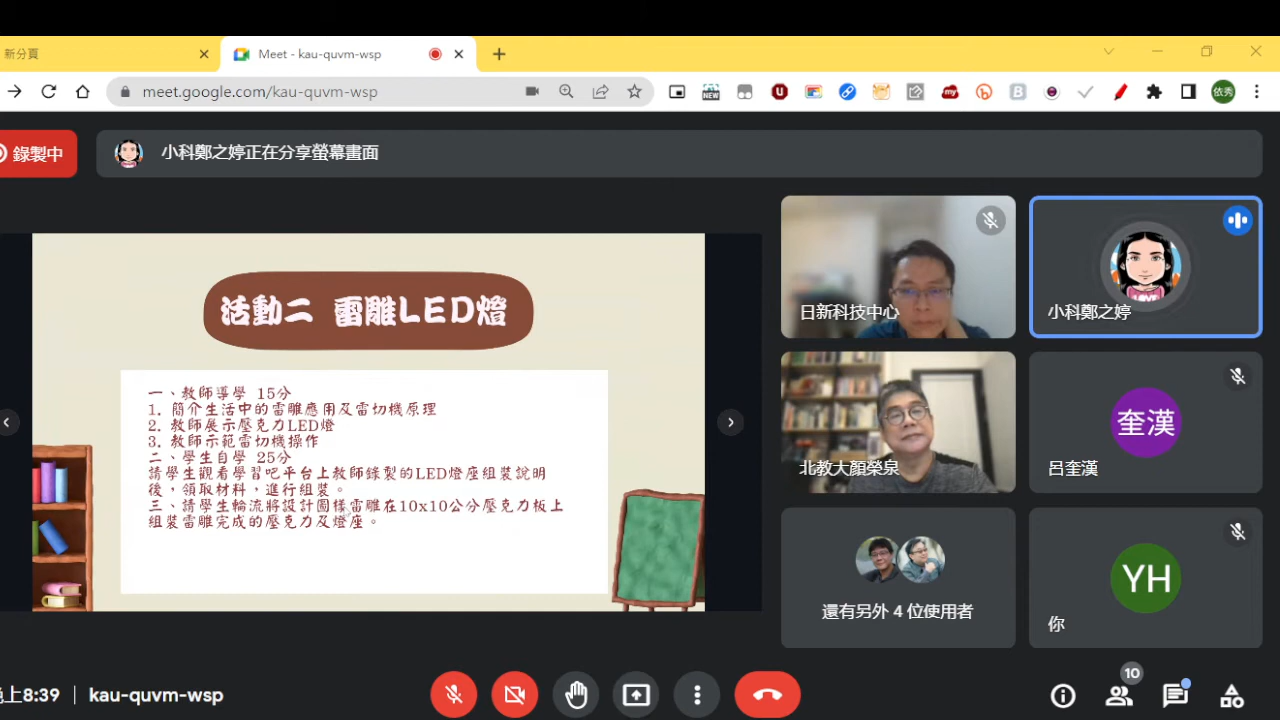 新分頁
Meet - kau-quvm-wsp
meet.google.com/kau-quvm-wsp
NEW
U
my
B
依秀
錄製中
小科鄭之婷正在分享螢幕畫面
活動二 雷雕LED燈
一、教師導學 15分
1. 簡介生活中的雷雕應用及雷切機原理
2. 教師展示壓克力LED燈
3. 教師示範雷切機操作
二、學生自學 25分
請學生觀看學習吧平台上教師錄製的LED燈座組裝說明
後，領取材料，進行組裝。
三、請學生輪流將設計圖樣雷雕在10x10公分壓克力板上
組裝雷雕完成的壓克力及燈座。
日新科技中心
小科鄭之婷
北教大顏榮泉
奎漢
呂奎漢
還有另外 4 位使用者
YH
你
晚上8:39
kau-quvm-wsp
10